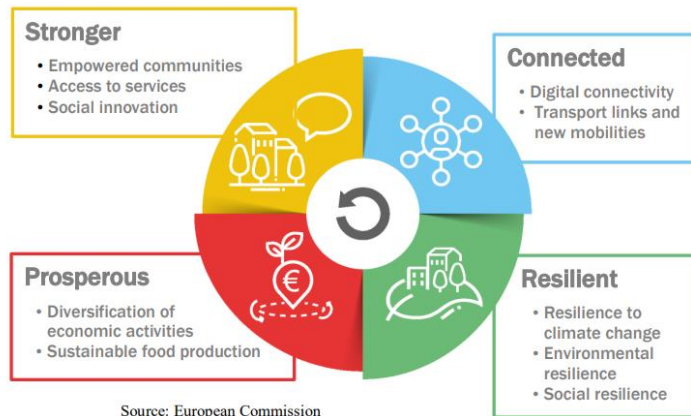 Stronger
• Empowered communities
• Access to services
• Social innovation
Connected
• Digital connectivity
• Transport links and
new mobilities
Prosperous
• Diversification of
economic activities
• Sustainable food production
€
Resilient
• Resilience to
climate change
• Environmental
resilience
• Social resilience
Source: European Commission